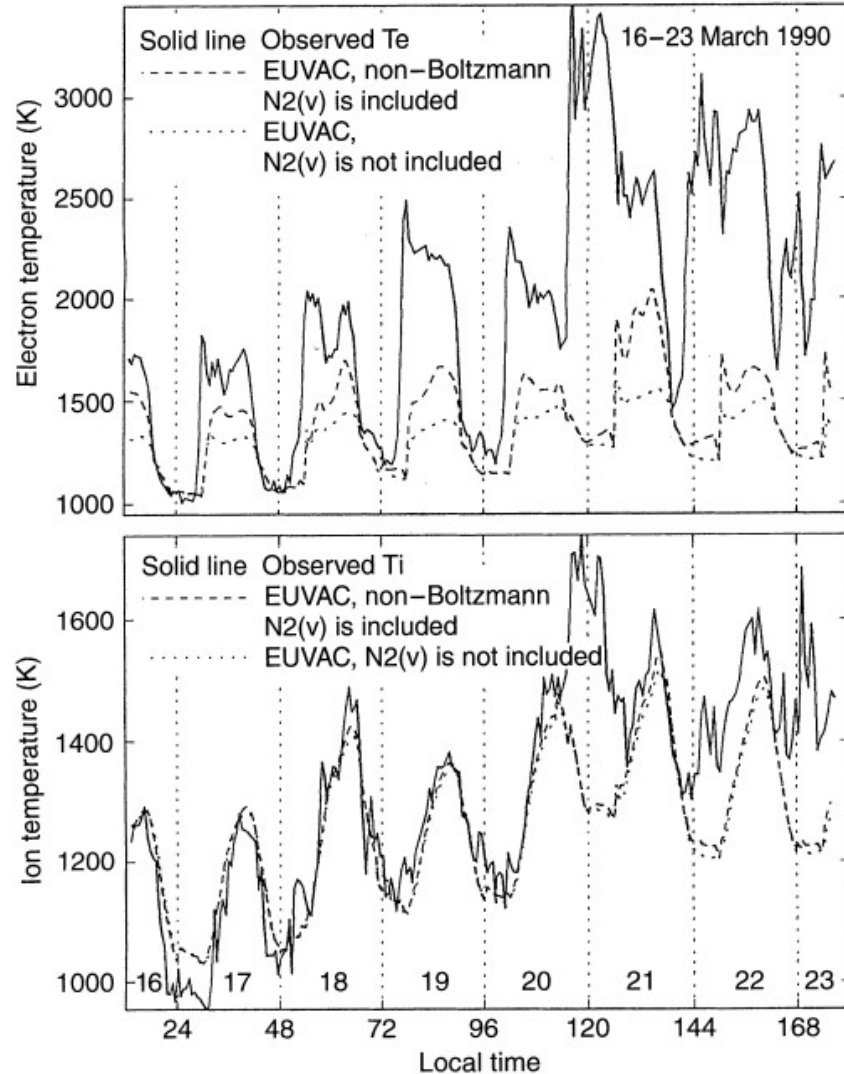 Solid line Observed Te
16–23 March 1990
EUVAC, non–Boltzmann
N2(v) is included
EUVAC,
N2(v) is not included
Electron temperature (K)
3000
2500
2000
1500
1000
Solid line Observed Ti
EUVAC, non–Boltzmann
N2(v) is included
EUVAC, N2(v) is not included
Ion temperature (K)
1600
1400
1200
1000
16 17 18 19 20 21 22 23
24 48 72 96 120 144 168
Local time